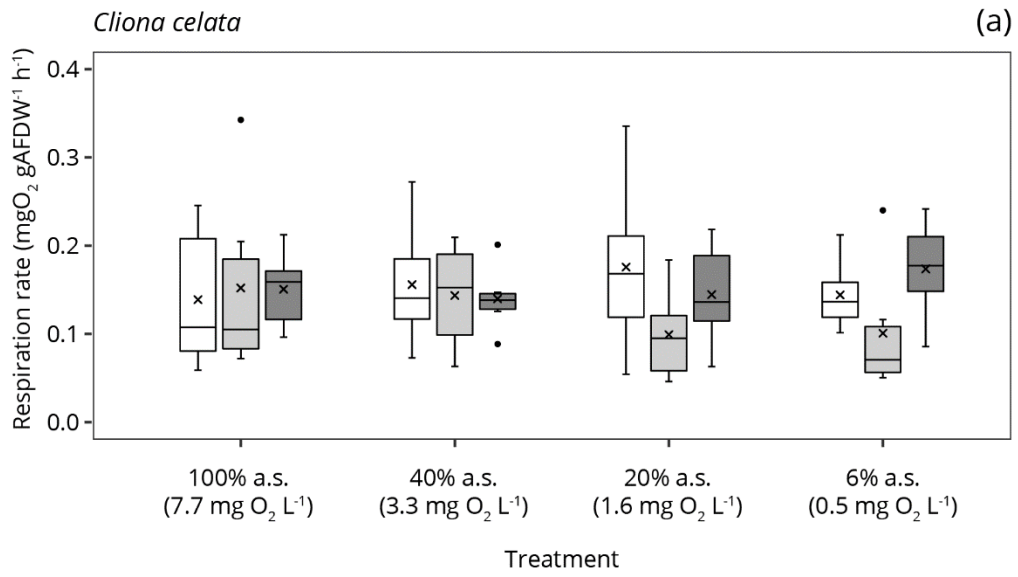 Cliona celata
(a)
Respiration rate (mgO₂ gAFDW⁻¹ h⁻¹)
0.4
0.3
0.2
0.1
0.0
100% a.s.
(7.7 mg O₂ L⁻¹)
40% a.s.
(3.3 mg O₂ L⁻¹)
20% a.s.
(1.6 mg O₂ L⁻¹)
6% a.s.
(0.5 mg O₂ L⁻¹)
Treatment